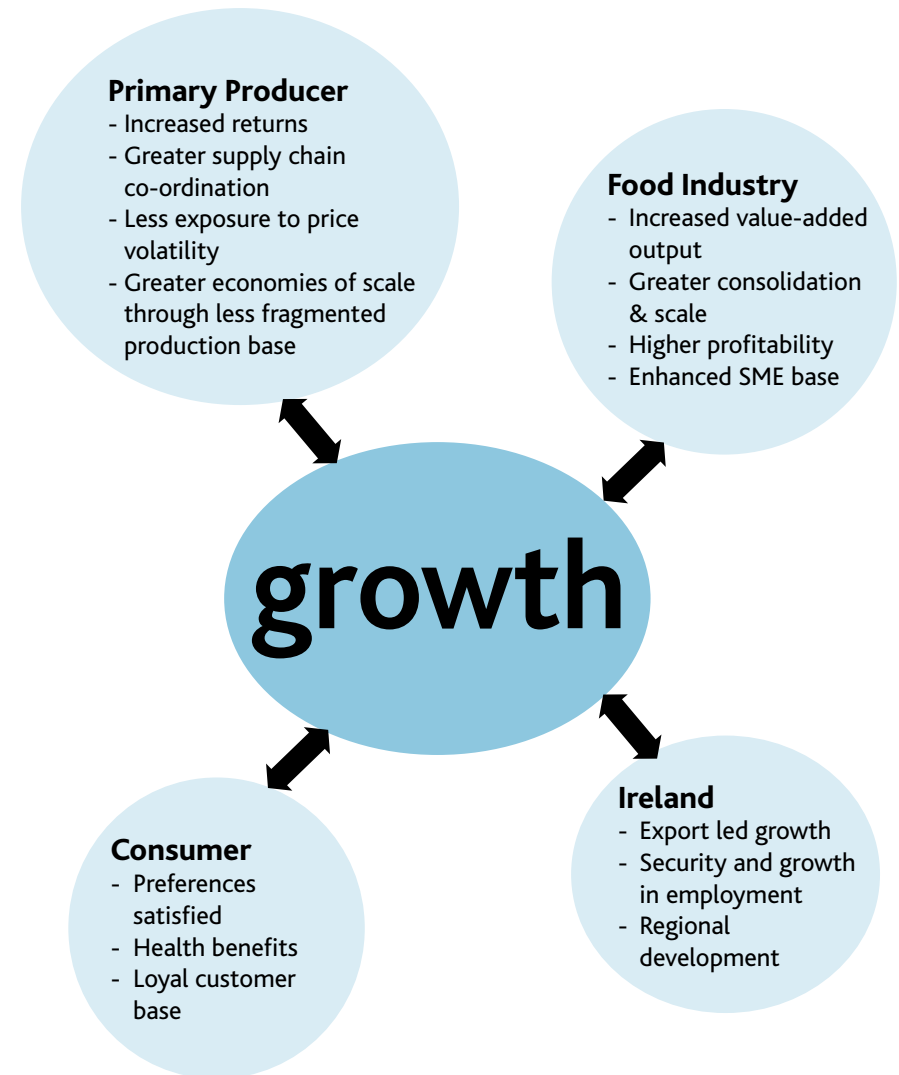 Primary Producer
- Increased returns
- Greater supply chain
co-ordination
- Less exposure to price
volatility
- Greater economies of scale
through less fragmented
production base
Food Industry
- Increased value-added
output
- Greater consolidation
& scale
- Higher profitability
- Enhanced SME base
growth
Consumer
- Preferences
satisfied
- Health benefits
- Loyal customer
base
Ireland
- Export led growth
- Security and growth
in employment
- Regional
development